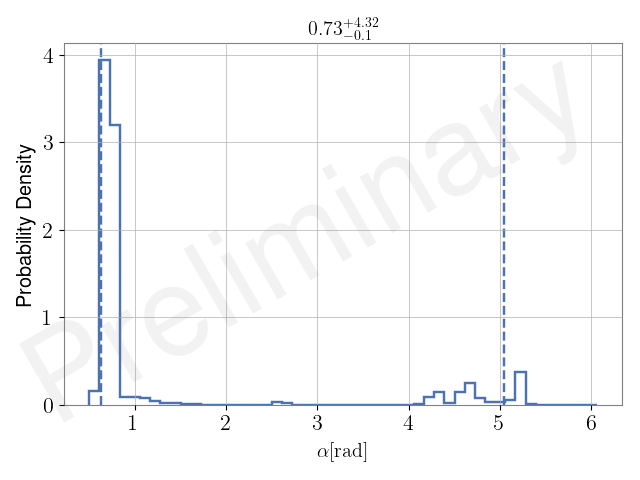 0.73^{+4.32}_{-0.1}
Probability Density
4
3
2
1
0
1 2 3 4 5 6
α[rad]
Preliminary